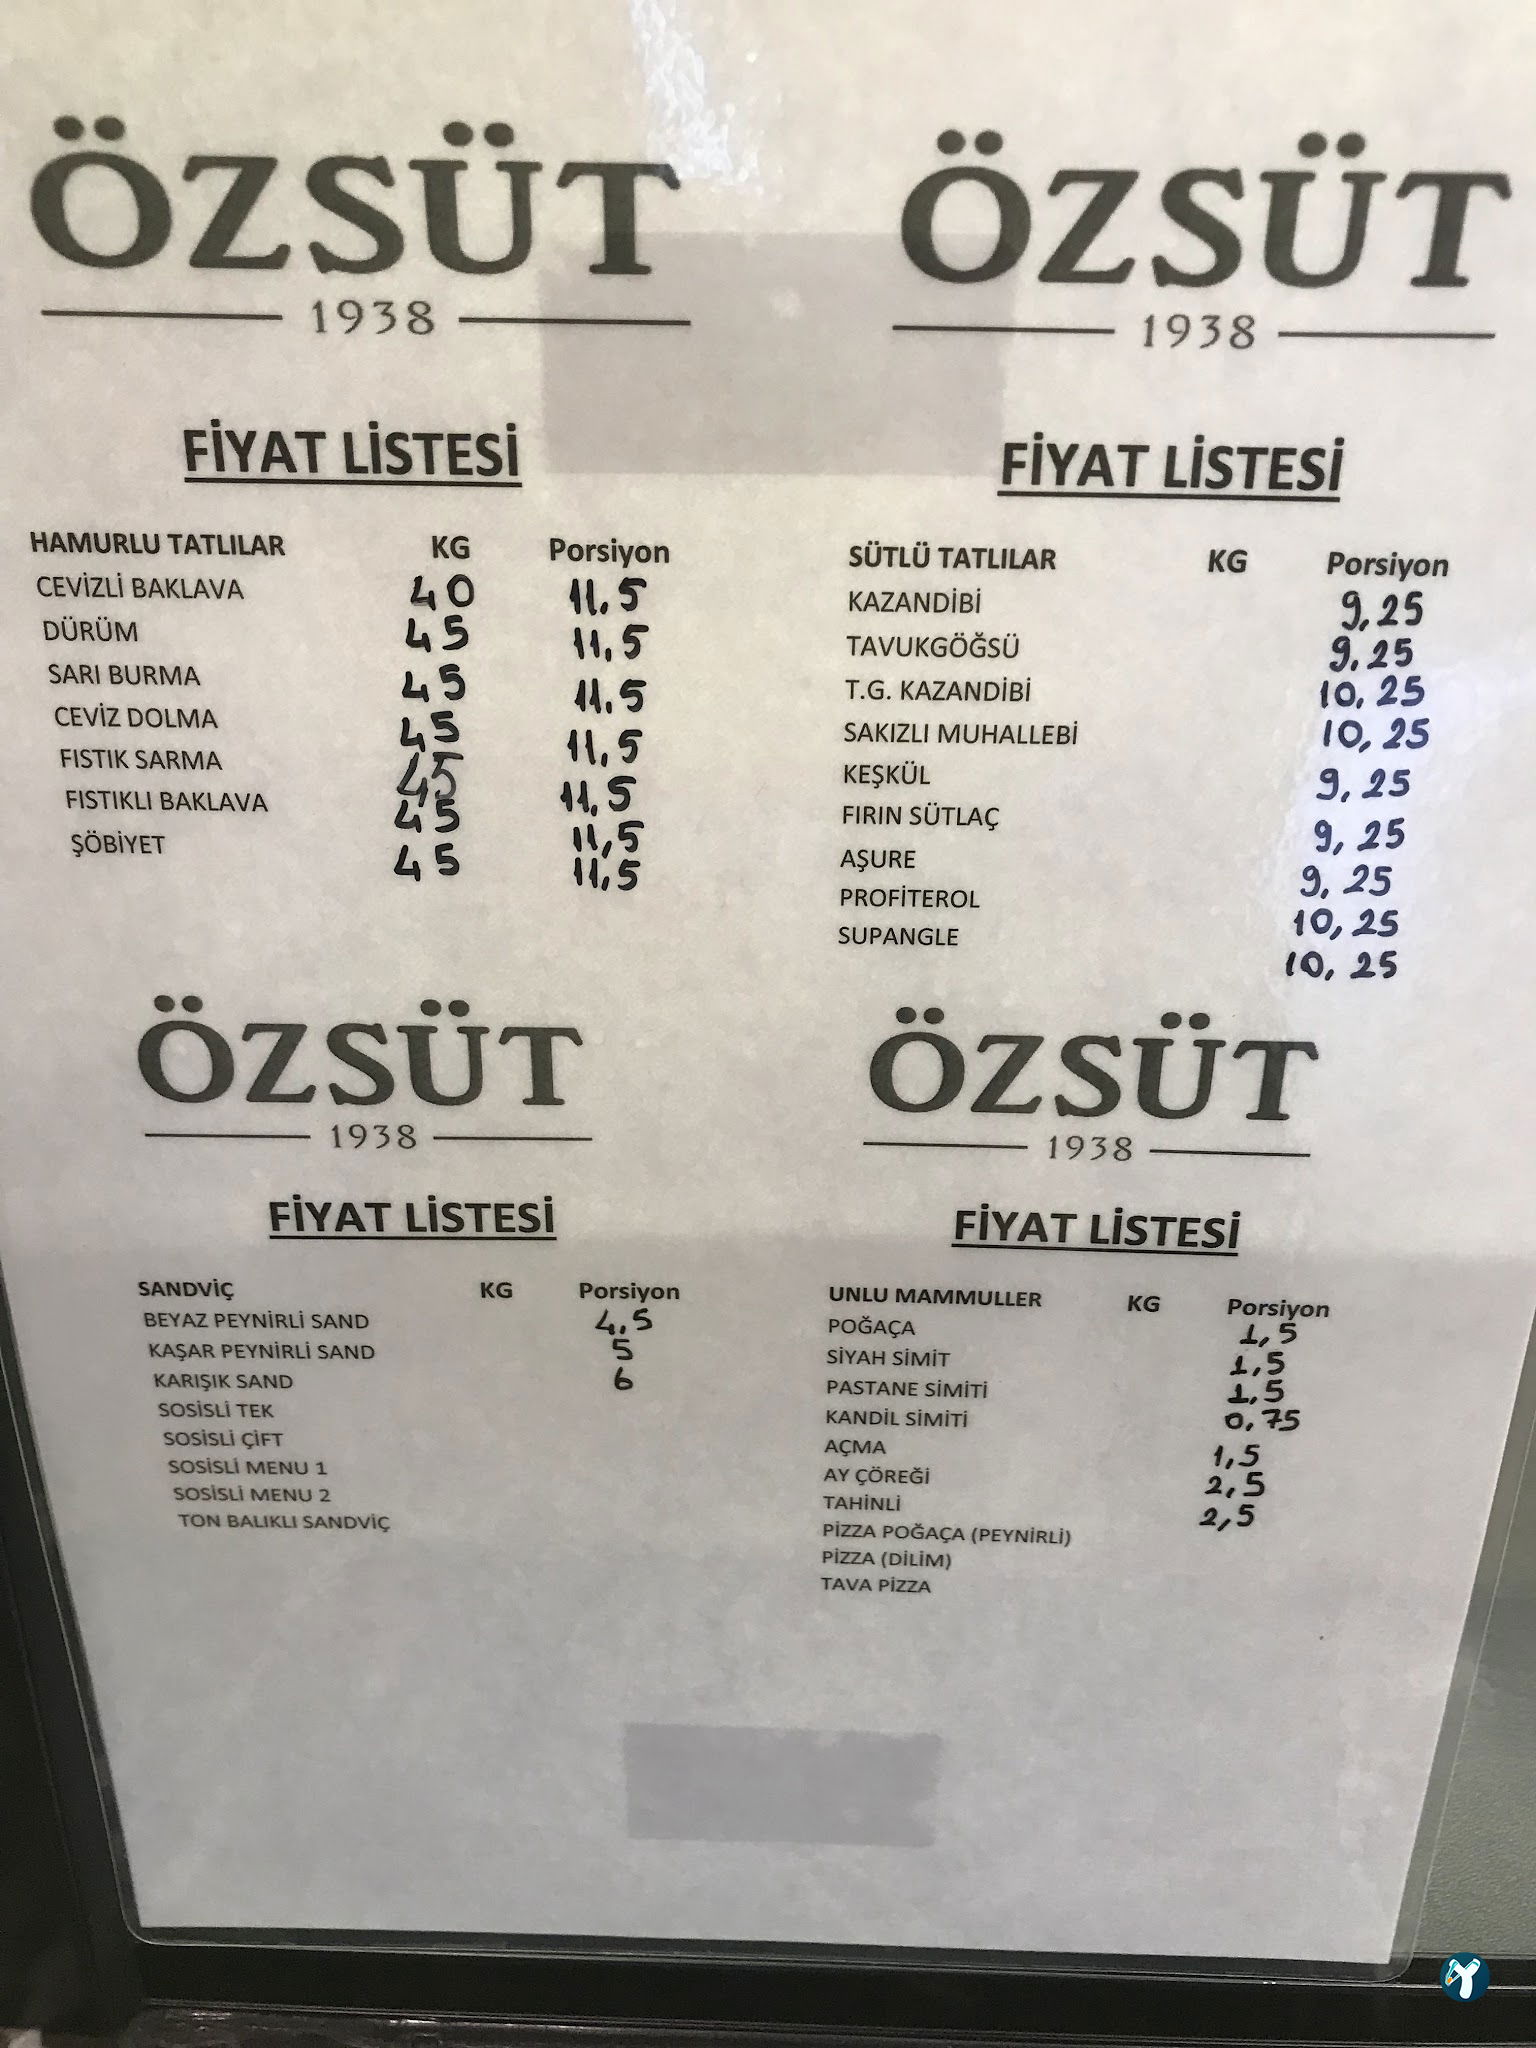 ÖZSÜT
1938
FİYAT LİSTESİ
HAMURLU TATLILAR KG Porsiyon
CEVİZLİ BAKLAVA 40 11.5
DÜRÜM 45 11,5
SARI BURMA 45 11.5
CEVİZ DOLMA 45 11,5
FISTIK SARMA 45 11,5
FISTIKLI BAKLAVA 45 11,5
ŞÖBİYET 45 11,5
ÖZSÜT
1938
FİYAT LİSTESİ
SÜTLÜ TATLILAR KG Porsiyon
KAZANDİBİ 9,25
TAVUKGÖĞSÜ 9,25
T.G. KAZANDİBİ 10,25
SAKIZLI MUHALLEBİ 10,25
KEŞKÜL 9,25
FIRIN SÜTLAÇ 9,25
AŞURE 9,25
PROFİTEROL 10,25
SUPANGLE 10,25
ÖZSÜT
1938
FİYAT LİSTESİ
SANDVİÇ KG Porsiyon
BEYAZ PEYNİRLİ SAND 4,5
KAŞAR PEYNİRLİ SAND 5
KARIŞIK SAND 6
SOSİSLİ TEK
SOSİSLİ ÇİFT
SOSİSLİ MENU 1
SOSİSLİ MENU 2
TON BALIKLI SANDVİÇ
ÖZSÜT
1938
FİYAT LİSTESİ
UNLU MAMMULLER KG Porsiyon
POĞAÇA 1,5
SİYAH SİMİT 1,5
PASTANE SİMİTİ 1,5
KANDİL SİMİTİ 0,75
AÇMA 1,5
AY ÇÖREĞİ 2,5
TAHİNLİ 2,5
PİZZA POĞAÇA (PEYNİRLİ)
PİZZA (DİLİM)
TAVA PİZZA